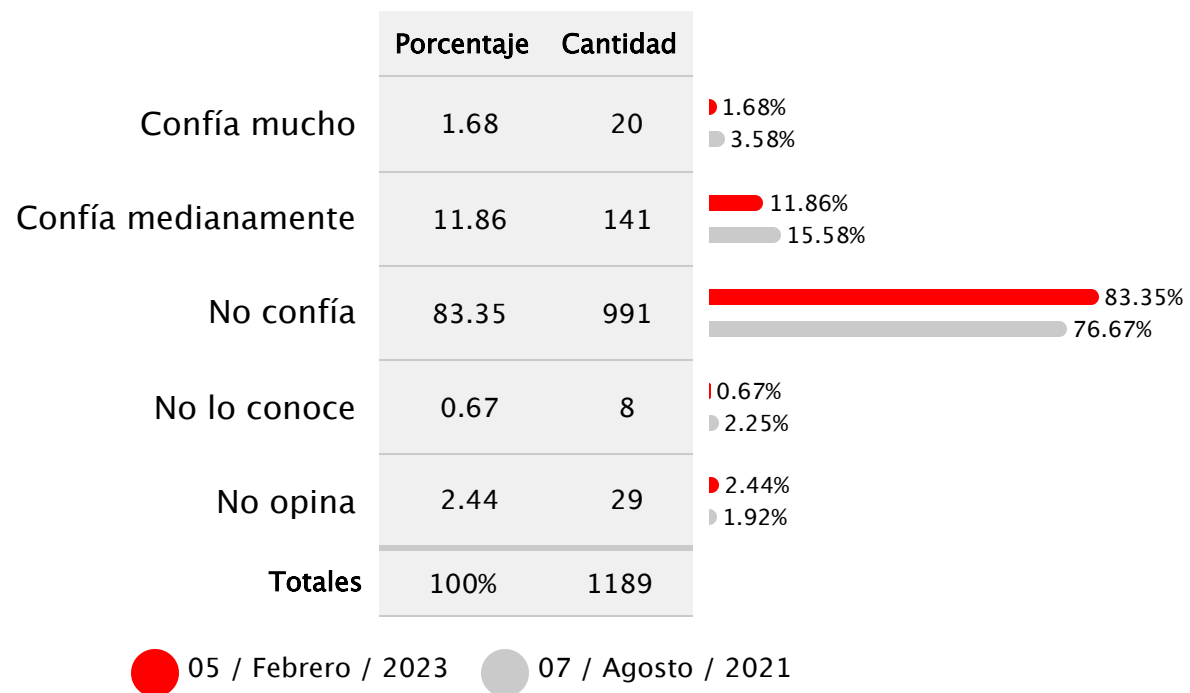 Porcentaje Cantidad
Confía mucho 1.68 20 1.68%
3.58%
Confía medianamente 11.86 141 11.86%
15.58%
No confía 83.35 991 83.35%
76.67%
No lo conoce 0.67 8 0.67%
2.25%
No opina 2.44 29 2.44%
1.92%
Totales 100% 1189
05 / Febrero / 2023 07 / Agosto / 2021